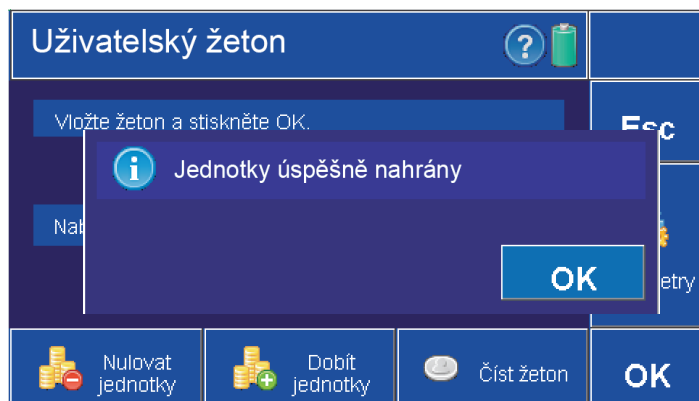 Uživatelský žeton
?
Vložte žeton a stiskněte OK.
Esc
i
Jednotky úspěšně nahrány
OK
Nulovat
jednotky
Dobít
jednotky
Číst žeton
OK